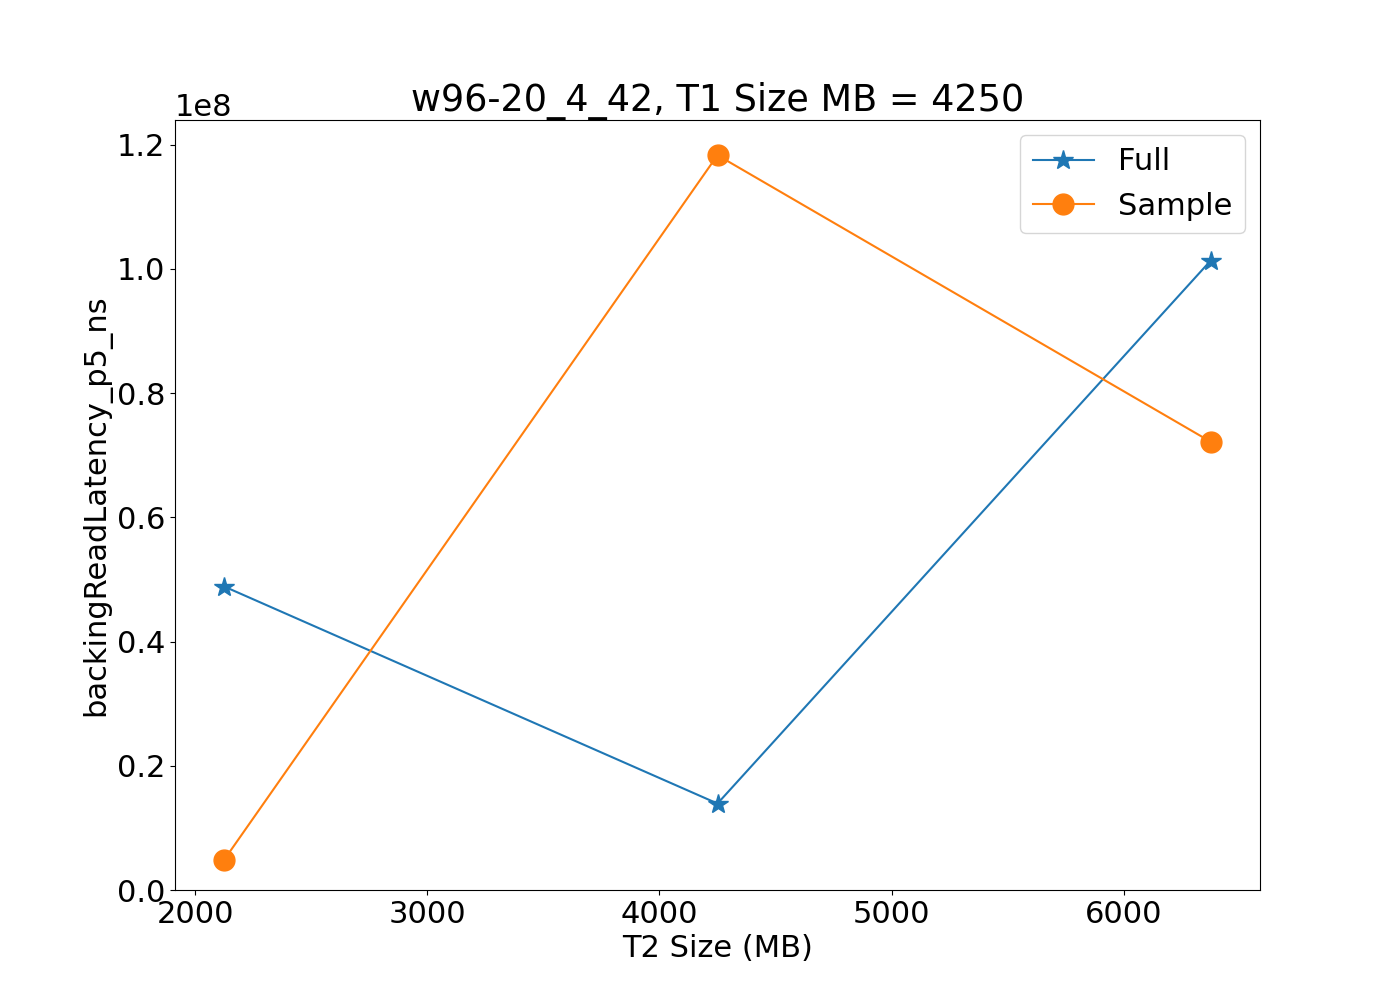 w96-20_4_42, T1 Size MB = 4250
1e8
Full
Sample
1.2
1.0
0.8
0.6
0.4
0.2
0.0
backingReadLatency_p5_ns
2000 3000 4000 5000 6000
T2 Size (MB)